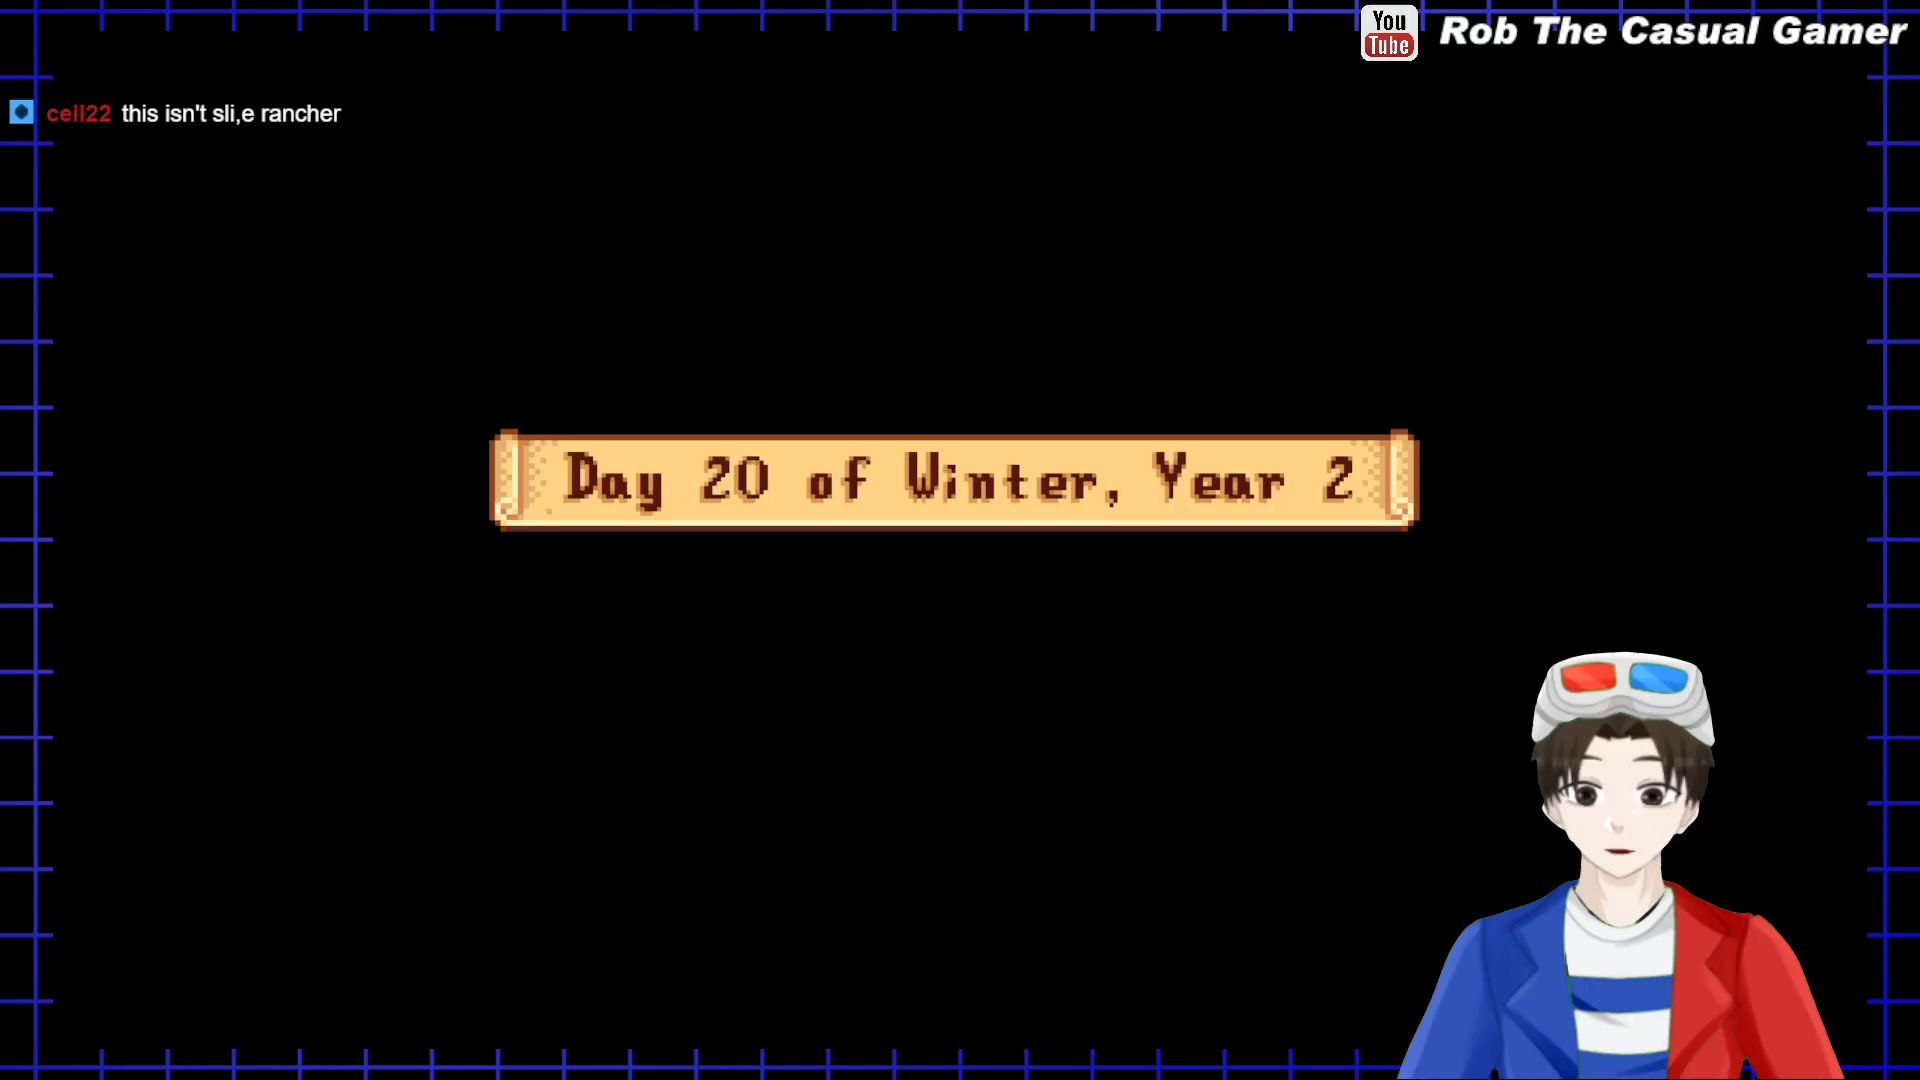 You
Tube
Rob The Casual Gamer
ceil22 this isn't sli,e rancher
Day 20 of Winter, Year 2